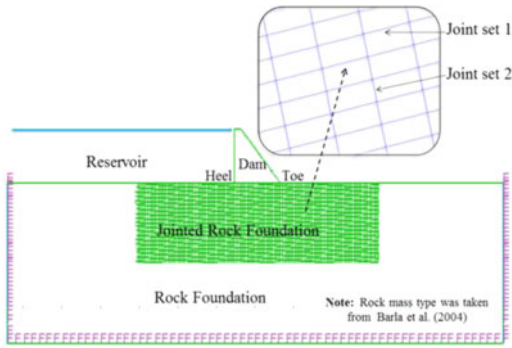 Joint set 1
Joint set 2
Reservoir
Dam
Heel
Toe
Jointed Rock Foundation
Rock Foundation
Note: Rock mass type was taken
from Barla et al. (2004)